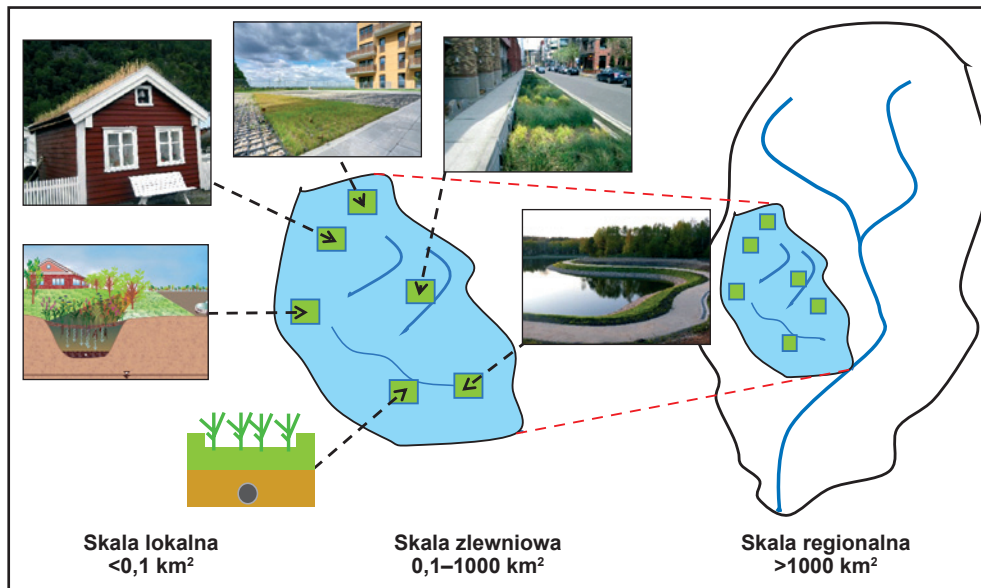 Skala lokalna
<0,1 km²
Skala zlewniowa
0,1–1000 km²
Skala regionalna
>1000 km²